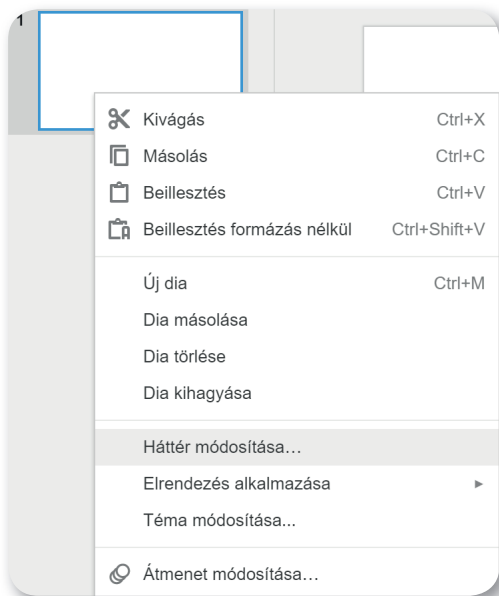 1
Kivágás Ctrl+X
Másolás Ctrl+C
Beillesztés Ctrl+V
Beillesztés formázás nélkül Ctrl+Shift+V
Új dia Ctrl+M
Dia másolása
Dia törlése
Dia kihagyása
Háttér módosítása…
Elrendezés alkalmazása ►
Téma módosítása...
Átmenet módosítása…